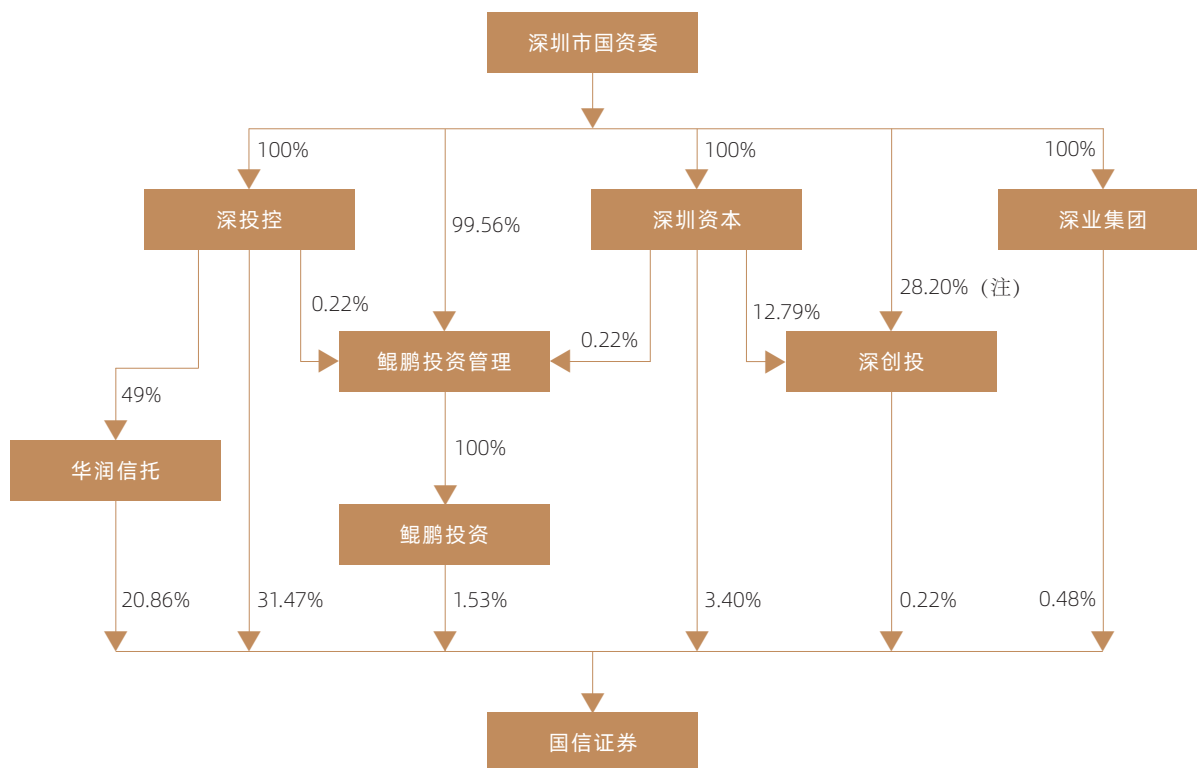 深圳市国资委
100%
100%
100%
深投控
99.56%
深圳资本
深业集团
28.20%（注）
0.22%
12.79%
0.22%
鲲鹏投资管理
深创投
49%
华润信托
100%
鲲鹏投资
20.86%
31.47%
1.53%
3.40%
0.22%
0.48%
国信证券